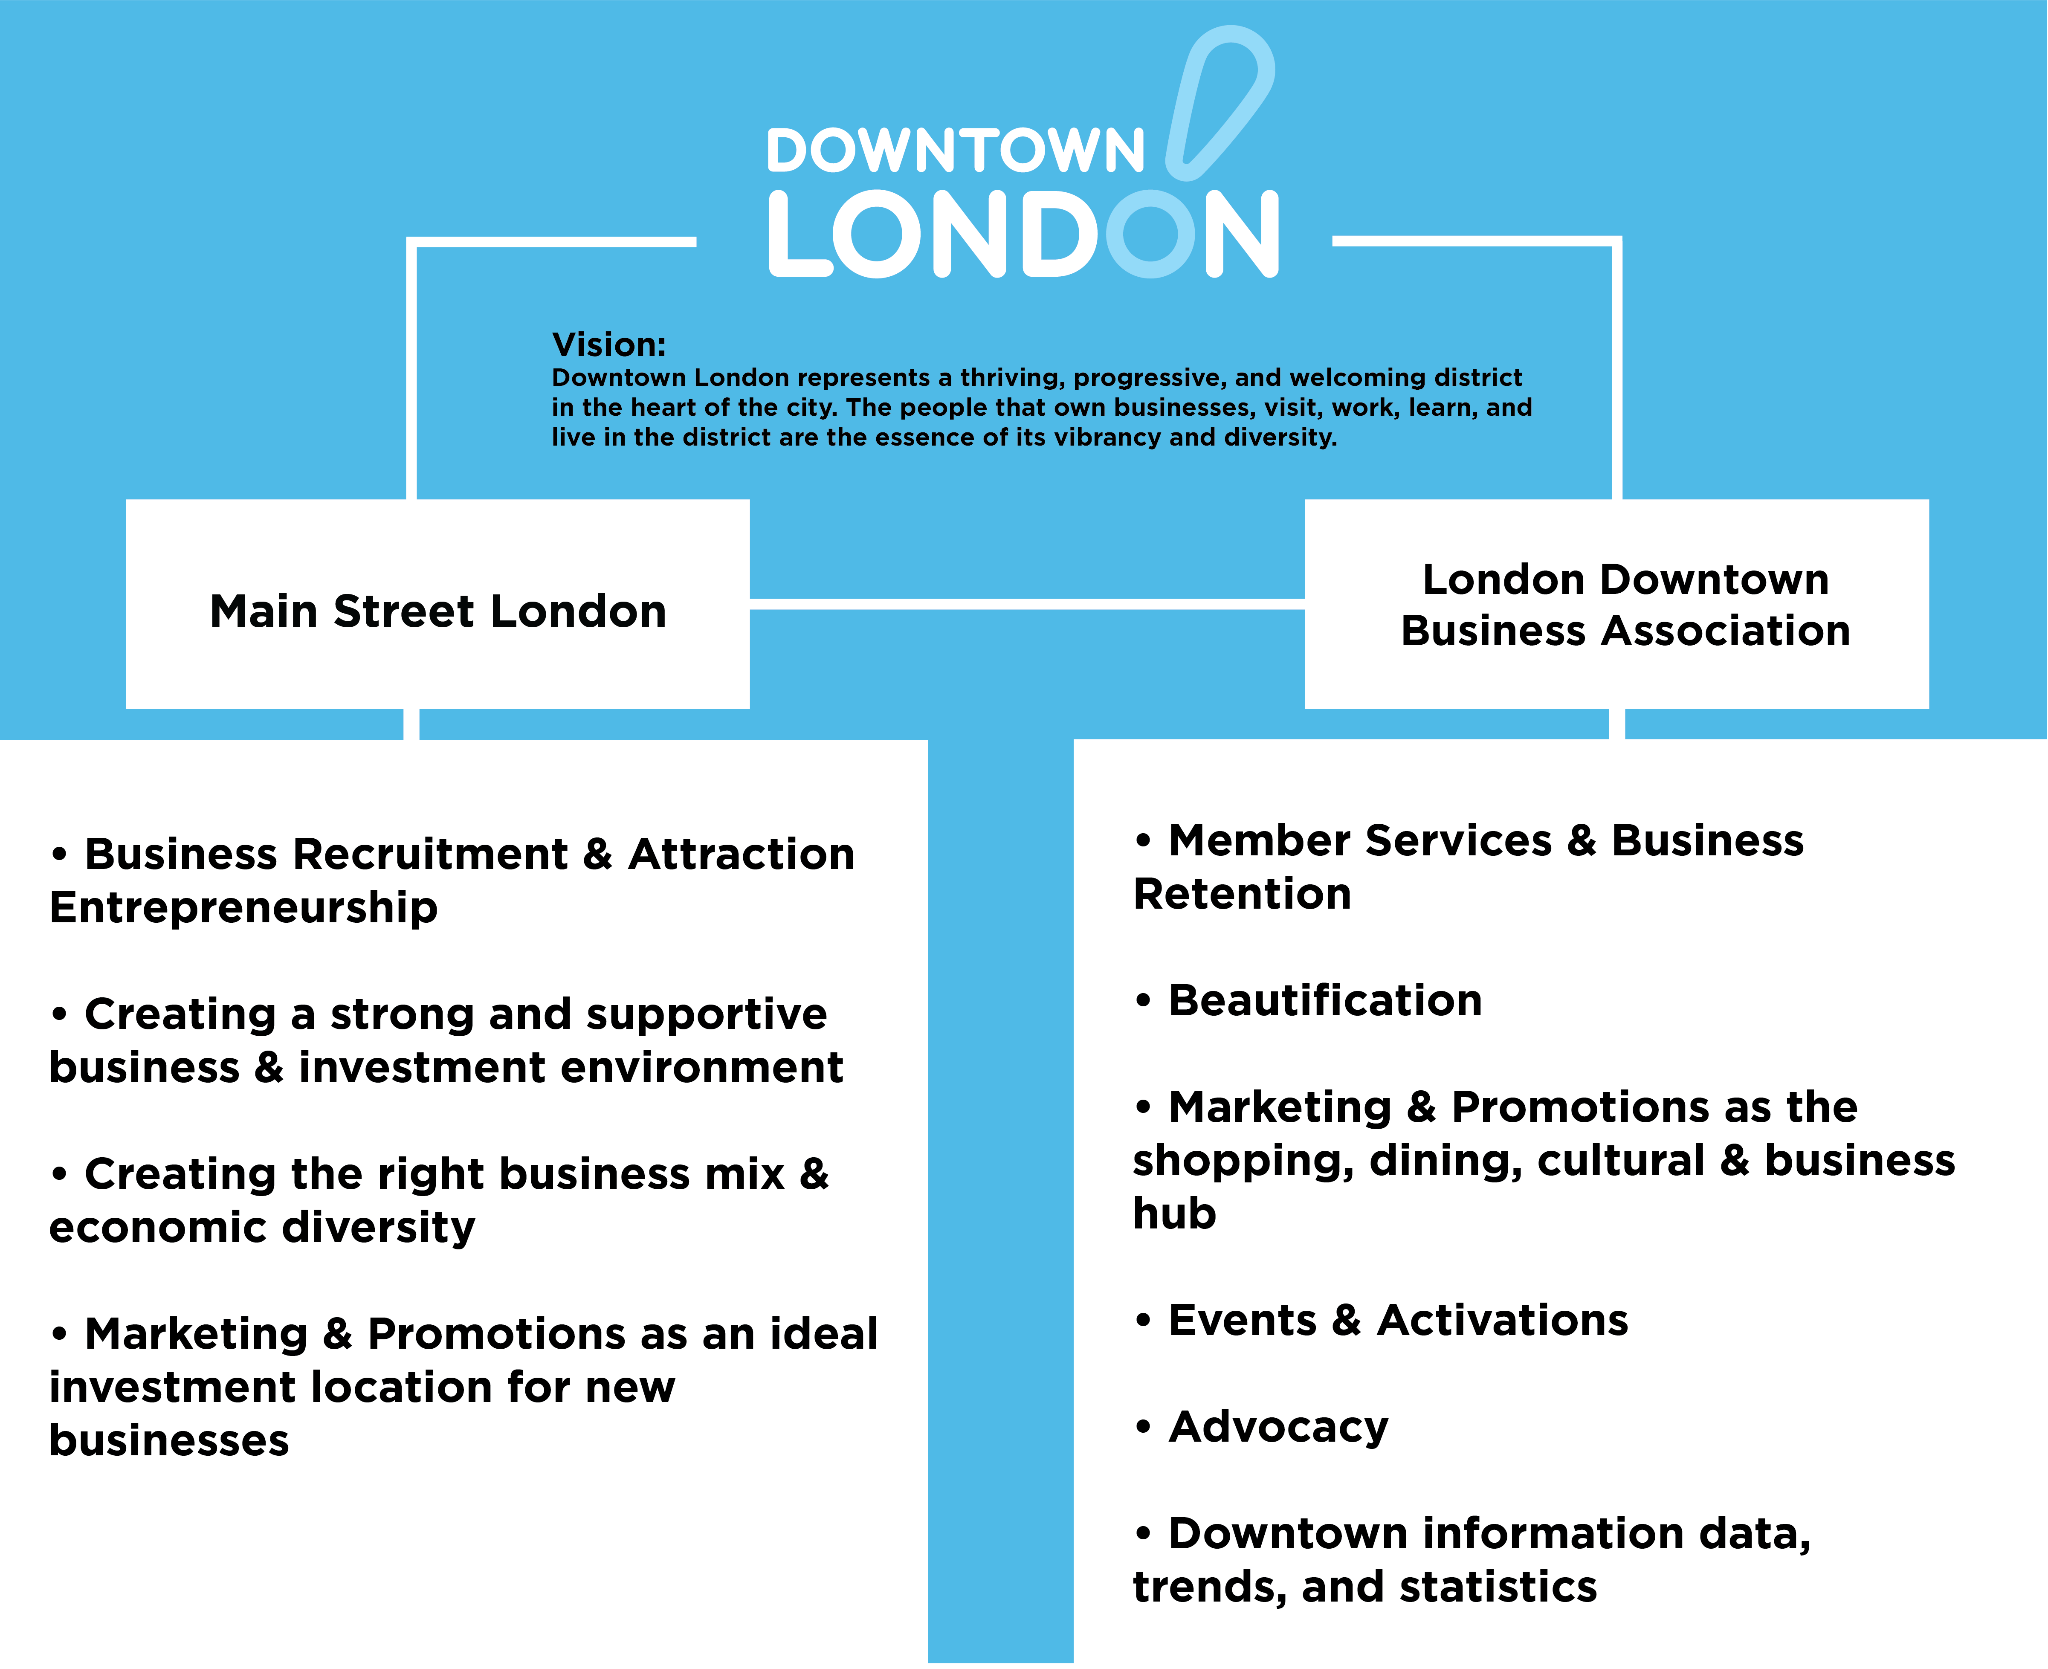 DOWNTOWN
LONDON
Vision:
Downtown London represents a thriving, progressive, and welcoming district
in the heart of the city. The people that own businesses, visit, work, learn, and
live in the district are the essence of its vibrancy and diversity.
Main Street London
London Downtown
Business Association
• Business Recruitment & Attraction
Entrepreneurship
• Creating a strong and supportive
business & investment environment
• Creating the right business mix &
economic diversity
• Marketing & Promotions as an ideal
investment location for new
businesses
• Member Services & Business
Retention
• Beautification
• Marketing & Promotions as the
shopping, dining, cultural & business
hub
• Events & Activations
• Advocacy
• Downtown information data,
trends, and statistics